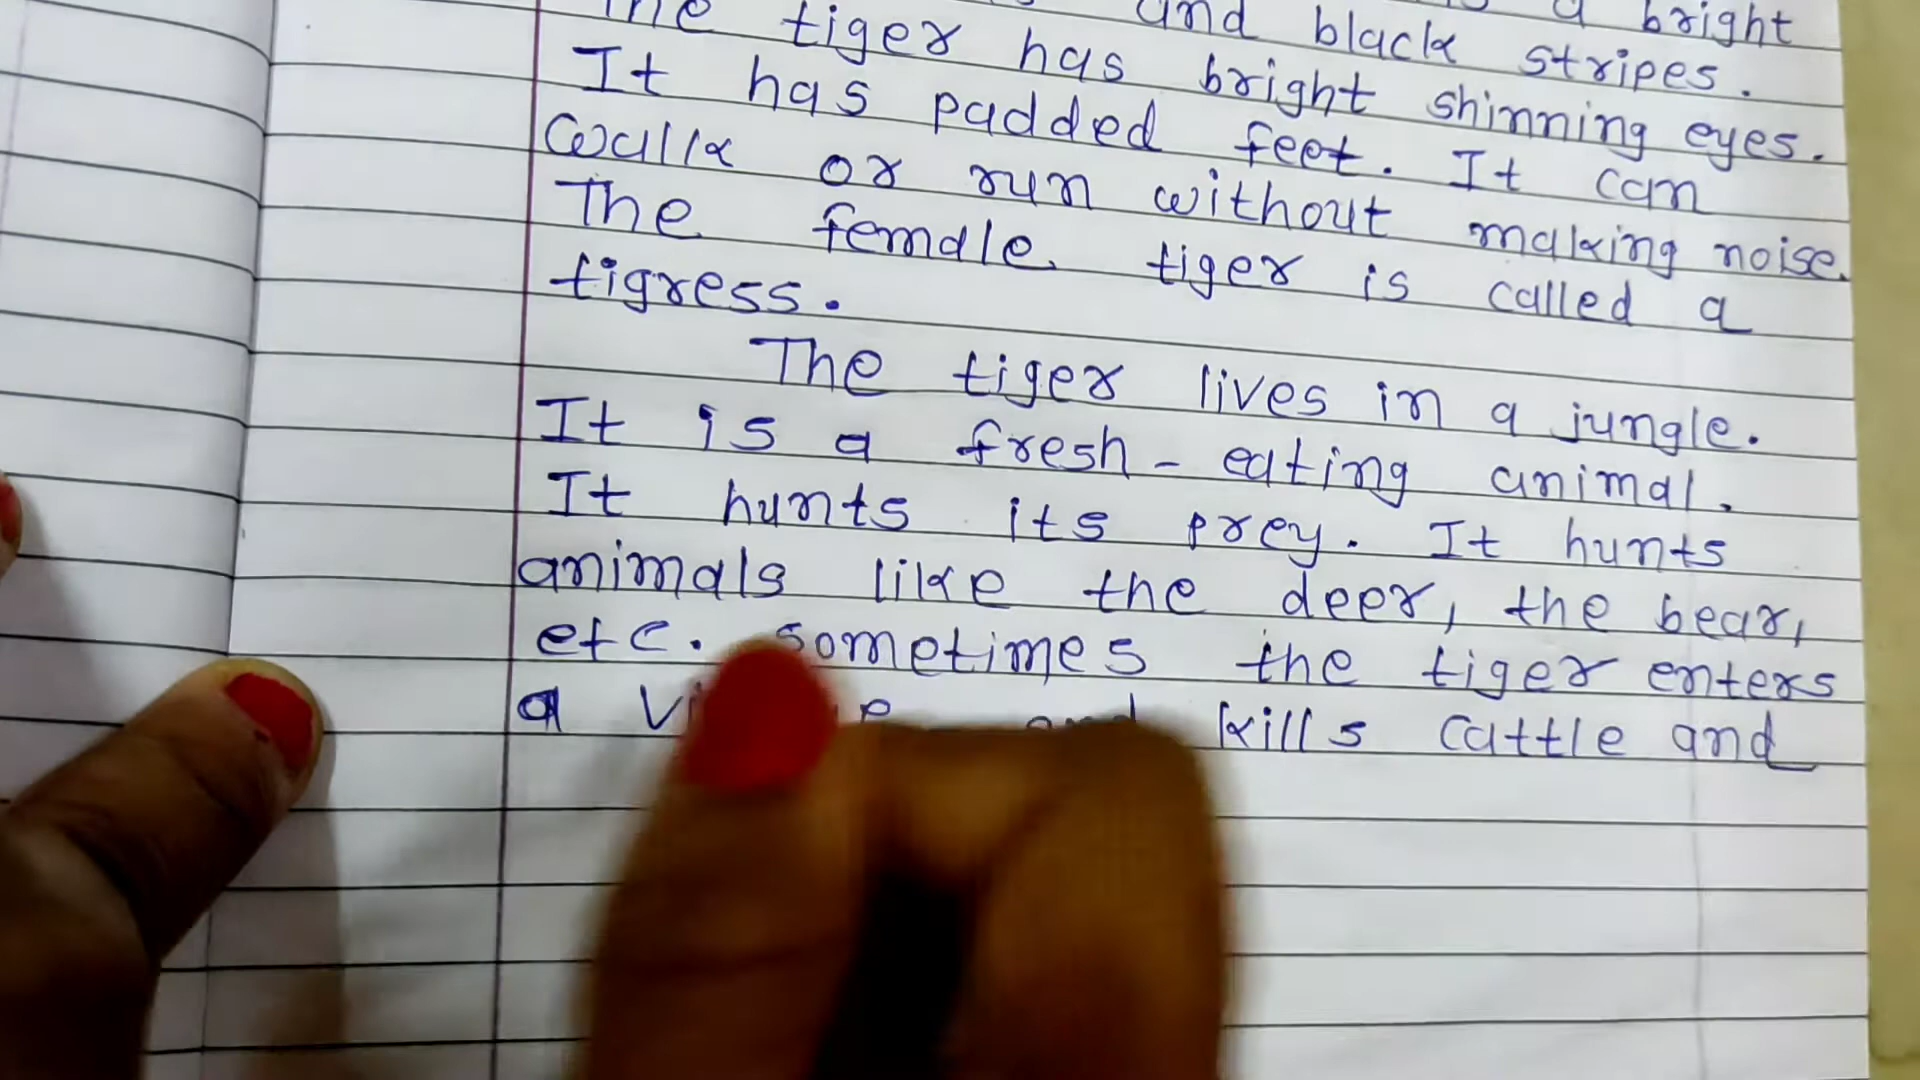 and a bright
The tiger has black stripes.
It has bright shinning eyes.
padded feet. It can
walk or run without making noise.
The female tiger is called a
tigress.
The tiger lives in a jungle.
It is a fresh - eating animal.
It hunts its prey. It hunts
animals like the deer, the bear,
etc. sometimes the tiger enters
a and kills cattle and